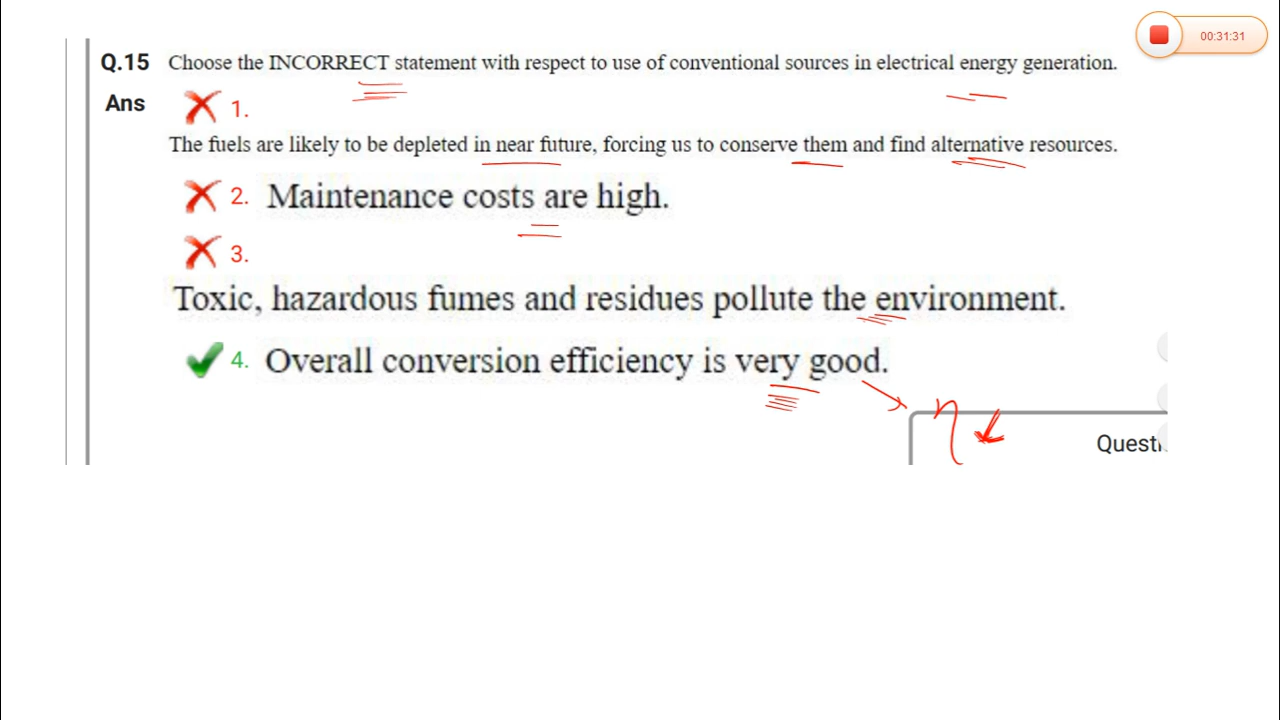 00:31:31
Q.15 Choose the INCORRECT statement with respect to use of conventional sources in electrical energy generation.
Ans 1.
The fuels are likely to be depleted in near future, forcing us to conserve them and find alternative resources.
2. Maintenance costs are high.
3.
Toxic, hazardous fumes and residues pollute the environment.
4. Overall conversion efficiency is very good.
η ↓